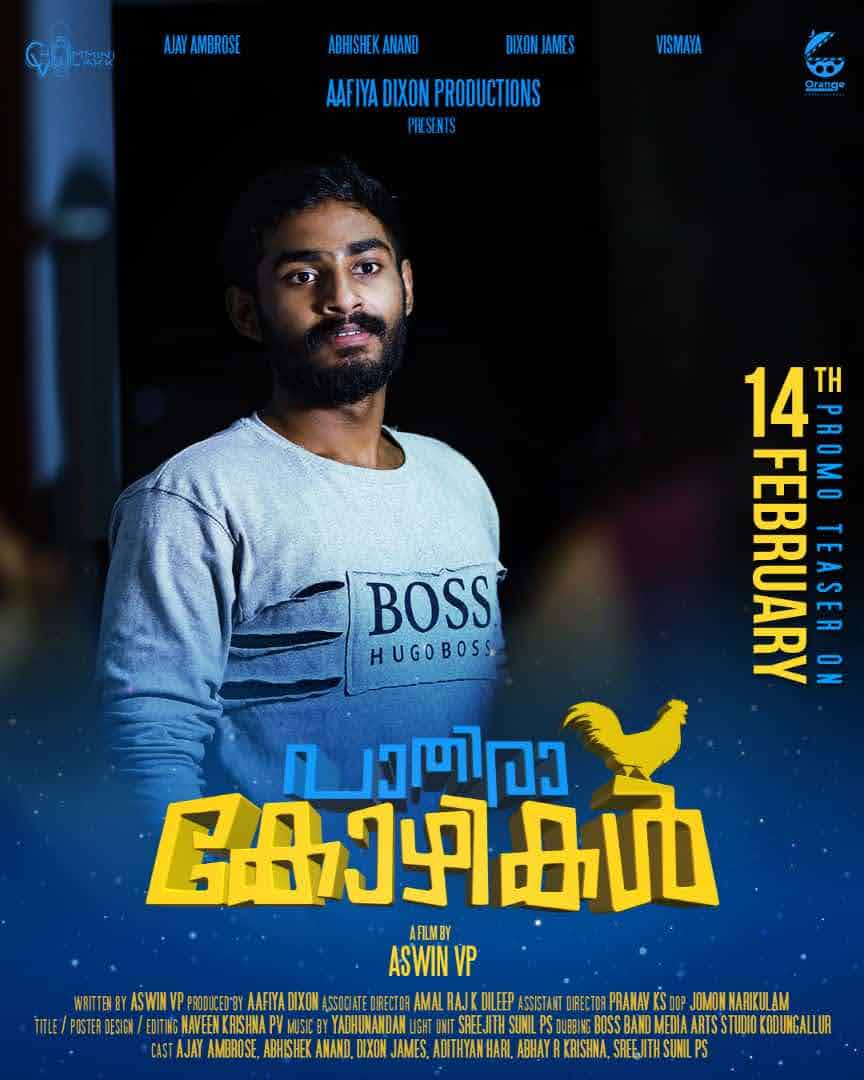 AJAY AMBROSE ABHISHEK ANAND DIXON JAMES VISMAYA
Orange
AAFIYA DIXON PRODUCTIONS
PRESENTS
14TH FEBRUARY
PROMO TEASER ON
BOSS
HUGO BOSS
പാതിരാ
കോഴികൾ
A FILM BY
ASWIN VP
WRITTEN BY ASWIN VP PRODUCED BY AAFIYA DIXON ASSOCIATE DIRECTOR AMAL RAJ K DILEEP ASSISTANT DIRECTOR PRANAV KS DOP JOMON NARIKULAM
TITLE / POSTER DESIGN / EDITING NAVEEN KRISHNA PV MUSIC BY YADHUNANDAN LIGHT UNIT SREEJITH SUNIL PS DUBBING BOSS BAND MEDIA ARTS STUDIO KODUNGALLUR
CAST AJAY AMBROSE, ABHISHEK ANAND, DIXON JAMES, ADITHYAN HARI, ABHAY R KRISHNA, SREEJITH SUNIL PS